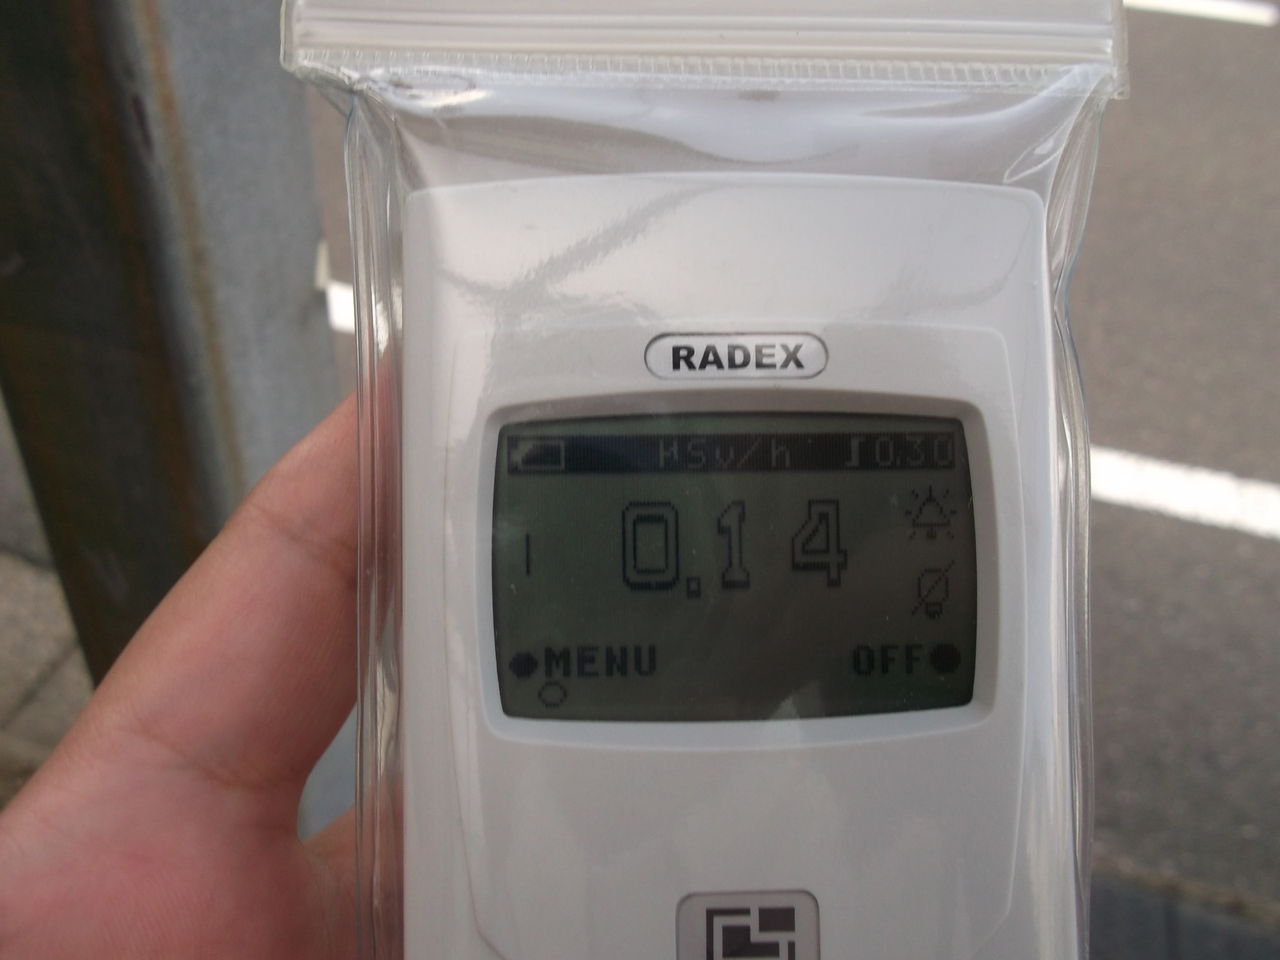 RADEX
µSv/h 0.30
0.14
MENU OFF